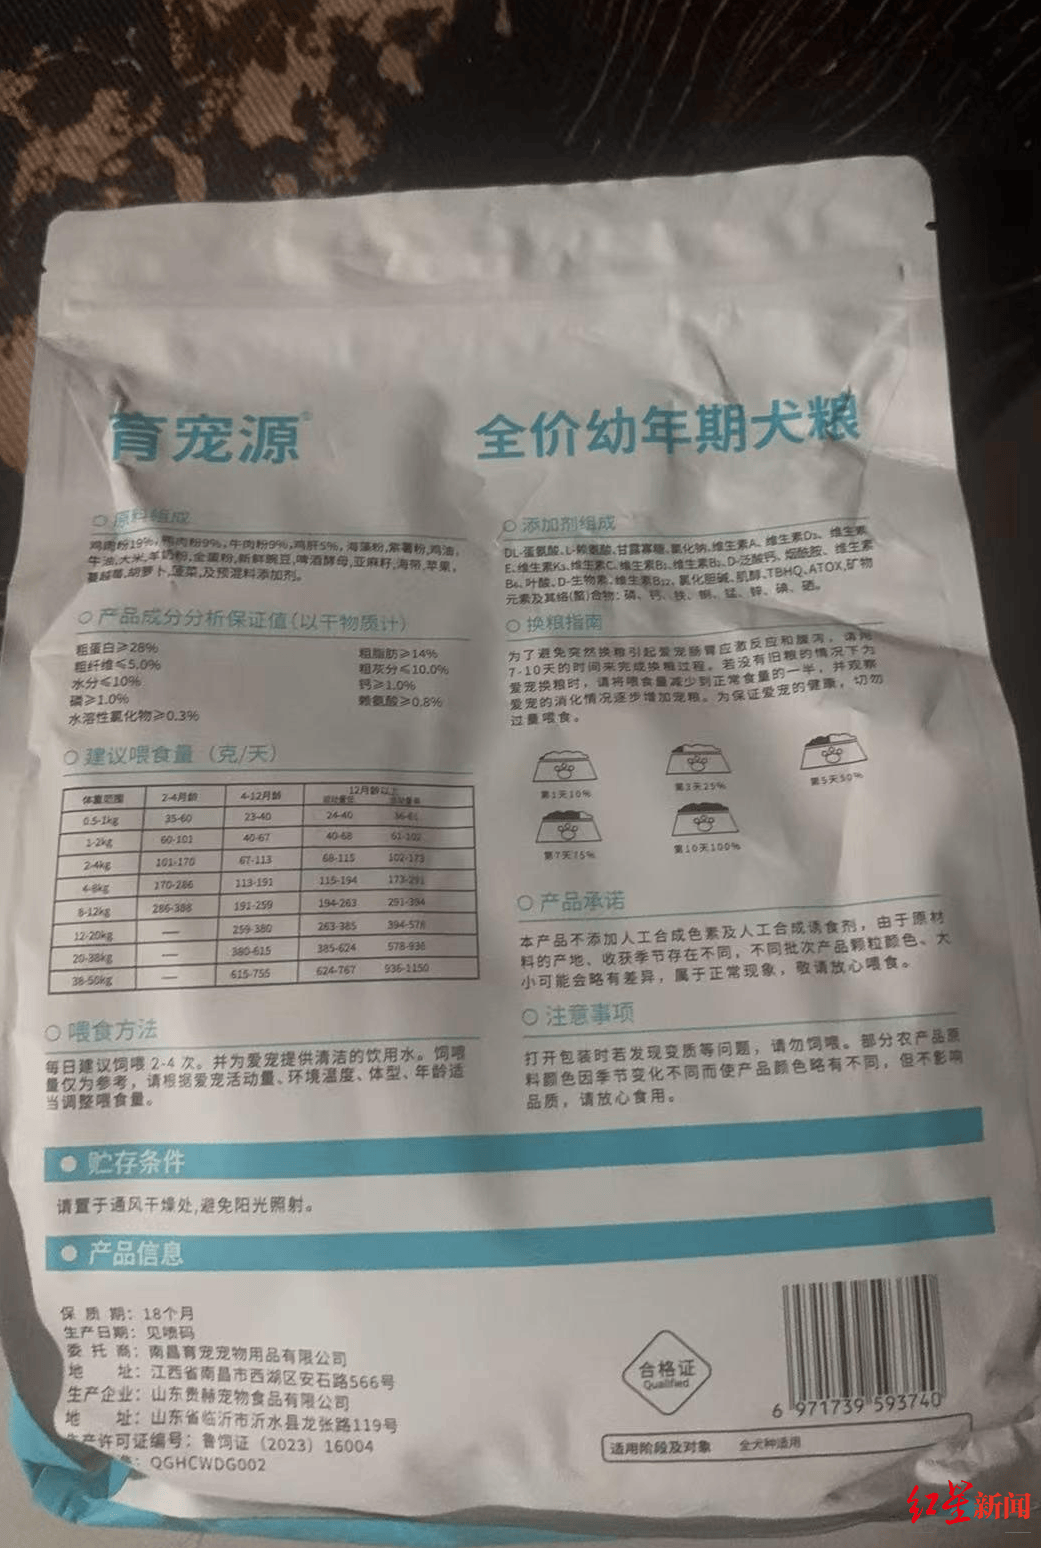 育宠源®
全价幼年期犬粮
原料组成
鸡肉粉19%,鸭肉粉9%,牛肉粉9%,鸡肝5%,海藻粉,紫薯粉,鸡油,
牛油,大米,羊奶粉,全蛋粉,新鲜豌豆,啤酒酵母,亚麻籽,海带,苹果,
蔓越莓,胡萝卜,菠菜,及预混料添加剂。
产品成分分析保证值(以干物质计)
粗蛋白≥28%
粗脂肪≥14%
粗纤维≤5.0%
粗灰分≤10.0%
水分≤10%
钙≥1.0%
磷≥1.0%
赖氨酸≥0.8%
水溶性氯化物≥0.3%
建议喂食量（克/天）
体重范围 2-4月龄 4-12月龄 12月龄以上
0.5-1kg 35-60 23-40 24-40
1-2kg 60-101 40-67 40-68 61-102
2-4kg 101-170 67-113 68-115 102-173
4-8kg 170-286 113-191 115-194 173-291
8-12kg 286-388 191-259 194-263 291-394
12-20kg — 259-380 263-385 394-578
20-38kg — 380-615 385-624 578-936
38-50kg — 615-755 624-767 936-1150
喂食方法
每日建议饲喂 2-4 次。并为爱宠提供清洁的饮用水。饲喂
量仅为参考，请根据爱宠活动量、环境温度、体型、年龄适
当调整喂食量。
添加剂组成
DL-蛋氨酸、L-赖氨酸、甘露寡糖、氯化钠、维生素A、维生素D₃、维生素
E、维生素K₃、维生素C、维生素B₁、维生素B₂、D-泛酸钙、烟酰胺、维生素
B₆、叶酸、D-生物素、维生素B₁₂、氯化胆碱、肌醇、TBHQ、ATOX,矿物
元素及其络(螯)合物：磷、钙、铁、铜、锰、锌、碘、硒。
换粮指南
为了避免突然换粮引起爱宠肠胃应激反应和腹泻，请用
7-10天的时间来完成换粮过程。若没有旧粮的情况下为
爱宠换粮时，请将喂食量减少到正常食量的一半，并观察
爱宠的消化情况逐步增加宠粮。为保证爱宠的健康，切勿
过量喂食。
第1天10%
第3天25%
第5天50%
第7天75%
第10天100%
产品承诺
本产品不添加人工合成色素及人工合成诱食剂，由于原材
料的产地、收获季节存在不同，不同批次产品颗粒颜色、大
小可能会略有差异，属于正常现象，敬请放心喂食。
注意事项
打开包装时若发现变质等问题，请勿饲喂。部分农产品原
料颜色因季节变化不同而使产品颜色略有不同，但不影响
品质，请放心食用。
贮存条件
请置于通风干燥处,避免阳光照射。
产品信息
保 质 期：18个月
生产日期：见喷码
委 托 商：南昌育宠宠物用品有限公司
地 址：江西省南昌市西湖区安石路566号
生产企业：山东贵赫宠物食品有限公司
地 址：山东省临沂市沂水县龙张路119号
生产许可证编号：鲁饲证（2023）16004
QGHCWDG002
合格证
Qualified
6 971739 593740
适用阶段及对象 全犬种适用
红星新闻